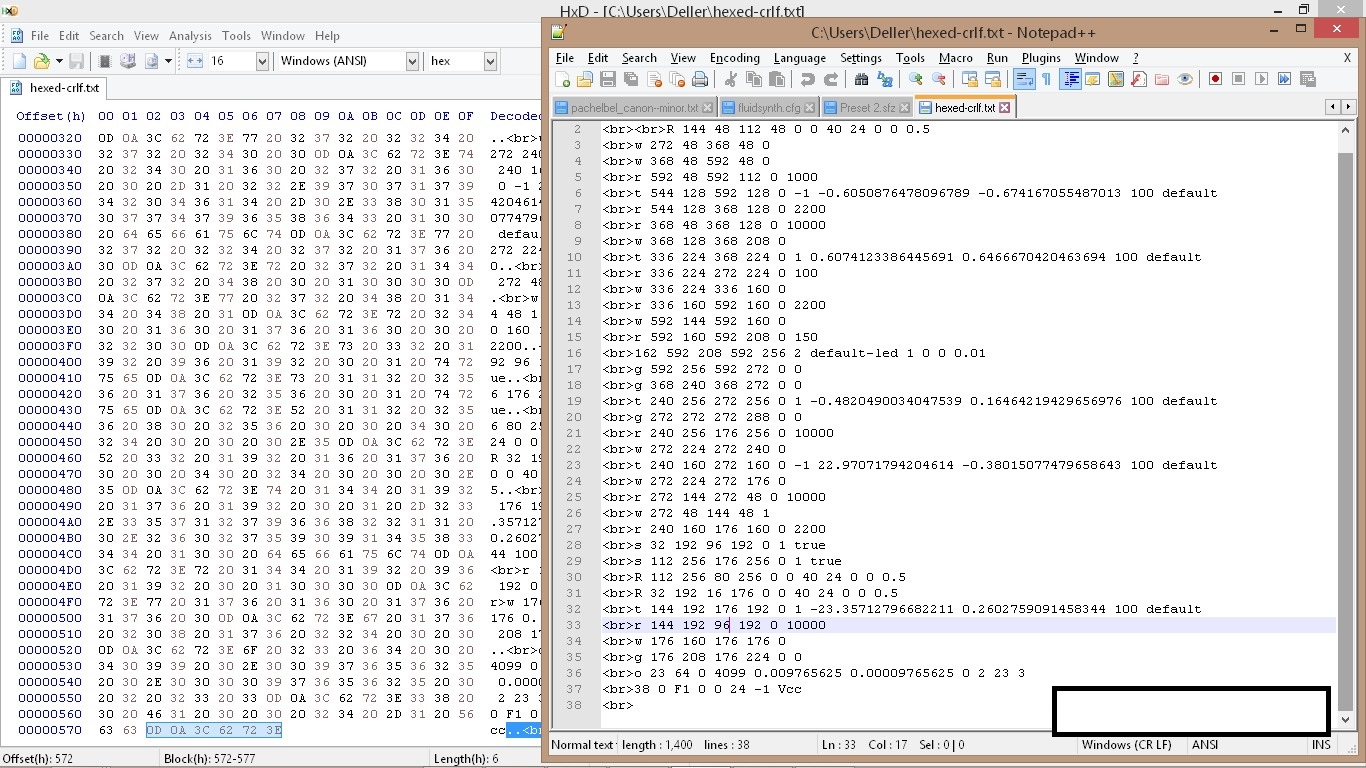 HxD - [C:\Users\Deller\hexed-crlf.txt]
File Edit Search View Analysis Tools Window Help
16 Windows (ANSI) hex
hexed-crlf.txt
Offset(h) 00 01 02 03 04 05 06 07 08 09 0A 0B 0C 0D 0E 0F Decoded
00000320 0D 0A 3C 62 72 3E 77 20 32 37 32 20 32 32 34 20 ..<br>w
00000330 32 37 32 20 32 34 30 20 30 0D 0A 3C 62 72 3E 74 272 240
00000340 20 32 34 30 20 31 36 30 20 32 37 32 20 31 36 30 240 16
00000350 20 30 20 2D 31 20 32 32 2E 39 37 30 37 31 37 39 0 -1 2
00000360 34 32 30 34 36 31 34 20 2D 30 2E 33 38 30 31 35 4204614
00000370 30 37 37 34 37 39 36 35 38 36 34 33 20 31 30 30 0774796
00000380 20 64 65 66 61 75 6C 74 0D 0A 3C 62 72 3E 77 20 defau
00000390 32 37 32 20 32 32 34 20 32 37 32 20 31 37 36 20 272 224
000003A0 30 0D 0A 3C 62 72 3E 72 20 32 37 32 20 31 34 34 0..<br>
000003B0 20 32 37 32 20 34 38 20 30 20 31 30 30 30 30 0D 272 48
000003C0 0A 3C 62 72 3E 77 20 32 37 32 20 34 38 20 31 34 .<br>w
000003D0 34 20 34 38 20 31 0D 0A 3C 62 72 3E 72 20 32 34 4 48 1
000003E0 30 20 31 36 30 20 31 37 36 20 31 36 30 20 30 20 0 160 1
000003F0 32 32 30 30 0D 0A 3C 62 72 3E 73 20 33 32 20 31 2200..<
00000400 39 32 20 39 36 20 31 39 32 20 30 20 31 20 74 72 92 96 1
00000410 75 65 0D 0A 3C 62 72 3E 73 20 31 31 32 20 32 35 ue..<br
00000420 36 20 31 37 36 20 32 35 36 20 30 20 31 20 74 72 6 176 2
00000430 75 65 0D 0A 3C 62 72 3E 52 20 31 31 32 20 32 35 ue..<br
00000440 36 20 38 30 20 32 35 36 20 30 20 30 20 34 30 20 6 80 25
00000450 32 34 20 30 20 30 20 30 2E 35 0D 0A 3C 62 72 3E 24 0 0
00000460 52 20 33 32 20 31 39 32 20 31 36 20 31 37 36 20 R 32 19
00000470 30 20 30 20 34 30 20 32 34 20 30 20 30 20 30 2E 0 0 40
00000480 35 0D 0A 3C 62 72 3E 74 20 31 34 34 20 31 39 32 5..<br>
00000490 20 31 37 36 20 31 39 32 20 30 20 31 20 2D 32 33 176 19
000004A0 2E 33 35 37 31 32 37 39 36 36 38 32 32 31 31 20 .357127
000004B0 30 2E 32 36 30 32 37 35 39 30 39 31 34 35 38 33 0.26027
000004C0 34 34 20 31 30 30 20 64 65 66 61 75 6C 74 0D 0A 44 100
000004D0 3C 62 72 3E 72 20 31 34 34 20 31 39 32 20 39 36 <br>r 1
000004E0 20 31 39 32 20 30 20 31 30 30 30 30 0D 0A 3C 62 192 0
000004F0 72 3E 77 20 31 37 36 20 31 36 30 20 31 37 36 20 r>w 176
00000500 31 37 36 20 30 0D 0A 3C 62 72 3E 67 20 31 37 36 176 0..
00000510 20 32 30 38 20 31 37 36 20 32 32 34 20 30 20 30 208 17
00000520 0D 0A 3C 62 72 3E 6F 20 32 33 20 36 34 20 30 20 ..<br>o
00000530 34 30 39 39 20 30 2E 30 30 39 37 36 35 36 32 35 4099 0
00000540 20 30 2E 30 30 30 30 39 37 36 35 36 32 35 20 30 0.0000
00000550 20 32 20 32 33 20 33 0D 0A 3C 62 72 3E 33 38 20 2 23 3
00000560 30 20 46 31 20 30 20 30 20 32 34 20 2D 31 20 56 0 F1 0
00000570 63 63 0D 0A 3C 62 72 3E cc..<br
Offset(h): 572 Block(h): 572-577 Length(h): 6
C:\Users\Deller\hexed-crlf.txt - Notepad++
File Edit Search View Encoding Language Settings Tools Macro Run Plugins Window ? X
pachelbel_canon--minor.txt fluidsynth.cfg Preset 2.sfz hexed-crlf.txt
2 <br><br>R 144 48 112 48 0 0 40 24 0 0 0.5
3 <br>w 272 48 368 48 0
4 <br>w 368 48 592 48 0
5 <br>r 592 48 592 112 0 1000
6 <br>t 544 128 592 128 0 -1 -0.6050876478096789 -0.674167055487013 100 default
7 <br>r 544 128 368 128 0 2200
8 <br>r 368 48 368 128 0 10000
9 <br>w 368 128 368 208 0
10 <br>t 336 224 368 224 0 1 0.6074123386445691 0.6466670420463694 100 default
11 <br>r 336 224 272 224 0 100
12 <br>w 336 224 336 160 0
13 <br>r 336 160 592 160 0 2200
14 <br>w 592 144 592 160 0
15 <br>r 592 160 592 208 0 150
16 <br>162 592 208 592 256 2 default-led 1 0 0 0.01
17 <br>g 592 256 592 272 0 0
18 <br>g 368 240 368 272 0 0
19 <br>t 240 256 272 256 0 1 -0.4820490034047539 0.16464219429656976 100 default
20 <br>g 272 272 272 288 0 0
21 <br>r 240 256 176 256 0 10000
22 <br>w 272 224 272 240 0
23 <br>t 240 160 272 160 0 -1 22.97071794204614 -0.38015077479658643 100 default
24 <br>w 272 224 272 176 0
25 <br>r 272 144 272 48 0 10000
26 <br>w 272 48 144 48 1
27 <br>r 240 160 176 160 0 2200
28 <br>s 32 192 96 192 0 1 true
29 <br>s 112 256 176 256 0 1 true
30 <br>R 112 256 80 256 0 0 40 24 0 0 0.5
31 <br>R 32 192 16 176 0 0 40 24 0 0 0.5
32 <br>t 144 192 176 192 0 1 -23.35712796682211 0.2602759091458344 100 default
33 <br>r 144 192 96 192 0 10000
34 <br>w 176 160 176 176 0
35 <br>g 176 208 176 224 0 0
36 <br>o 23 64 0 4099 0.009765625 0.00009765625 0 2 23 3
37 <br>38 0 F1 0 0 24 -1 Vcc
38 <br>
Normal text length : 1,400 lines : 38 Ln : 33 Col : 17 Sel : 0 | 0 Windows (CR LF) ANSI INS